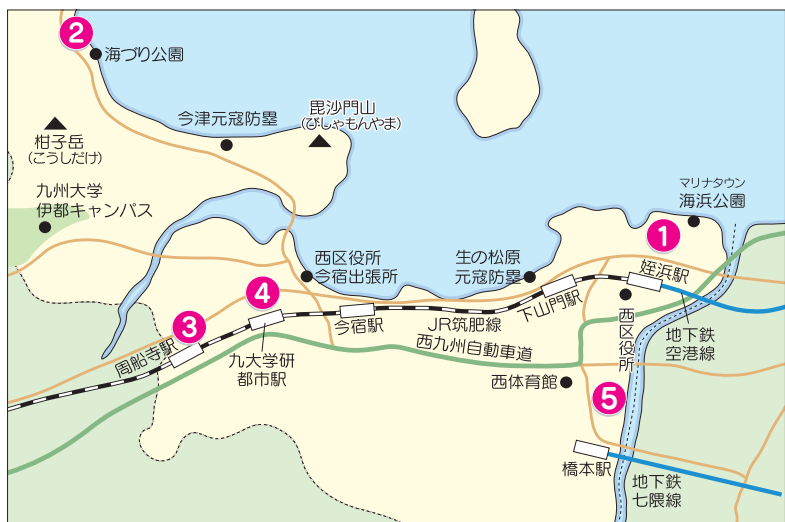 2
海づり公園
毘沙門山
(びしゃもんやま)
今津元寇防塁
柑子岳
(こうしだけ)
九州大学
伊都キャンパス
マリナタウン
海浜公園
1
西区役所
今宿出張所
生の松原
元寇防塁
姪浜駅
4
下山門駅
3
今宿駅
JR筑肥線
西区役所
地下鉄
空港線
周船寺駅
九大学研
都市駅
西九州自動車道
西体育館
5
橋本駅
地下鉄
七隈線